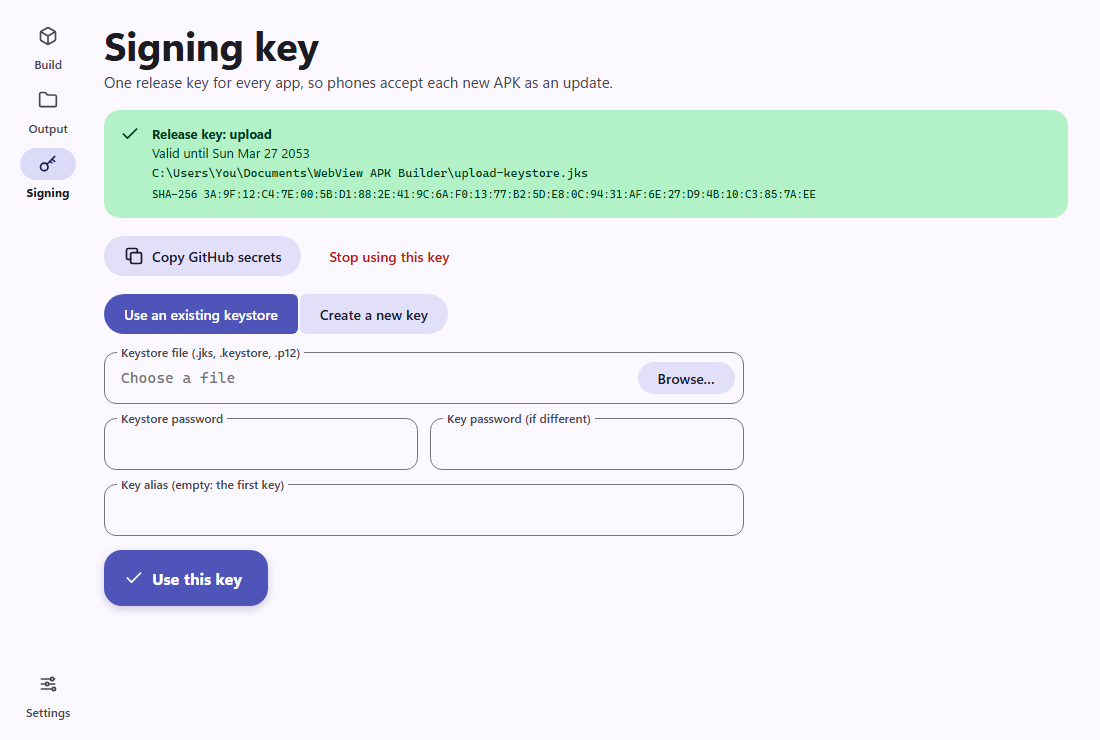 Build
Output
Signing
Settings
Signing key
One release key for every app, so phones accept each new APK as an update.
Release key: upload
Valid until Sun Mar 27 2053
C:\Users\You\Documents\WebView APK Builder\upload-keystore.jks
SHA-256 3A:9F:12:C4:7E:00:5B:D1:88:2E:41:9C:6A:F0:13:77:B2:5D:E8:0C:94:31:AF:6E:27:D9:4B:10:C3:85:7A:EE
Copy GitHub secrets
Stop using this key
Use an existing keystore
Create a new key
Keystore file (.jks, .keystore, .p12)
Choose a file
Browse...
Keystore password
Key password (if different)
Key alias (empty: the first key)
Use this key